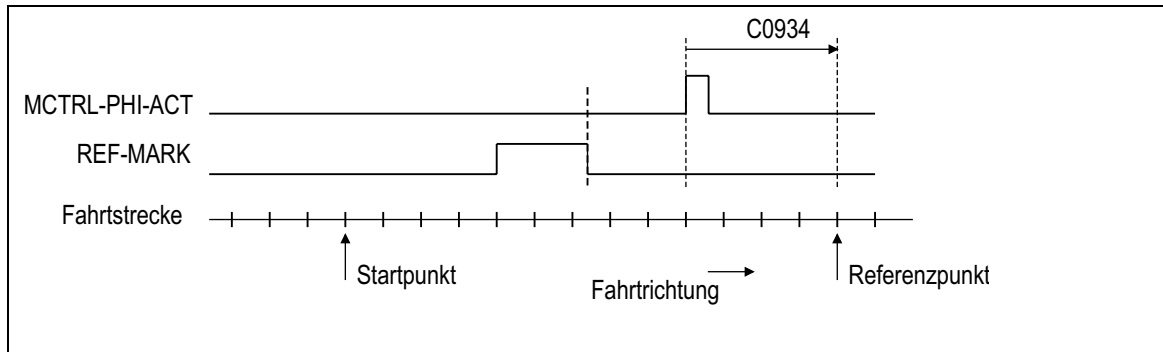 C0934
MCTRL-PHI-ACT
REF-MARK
Fahrtstrecke
Startpunkt
Fahrtrichtung
Referenzpunkt